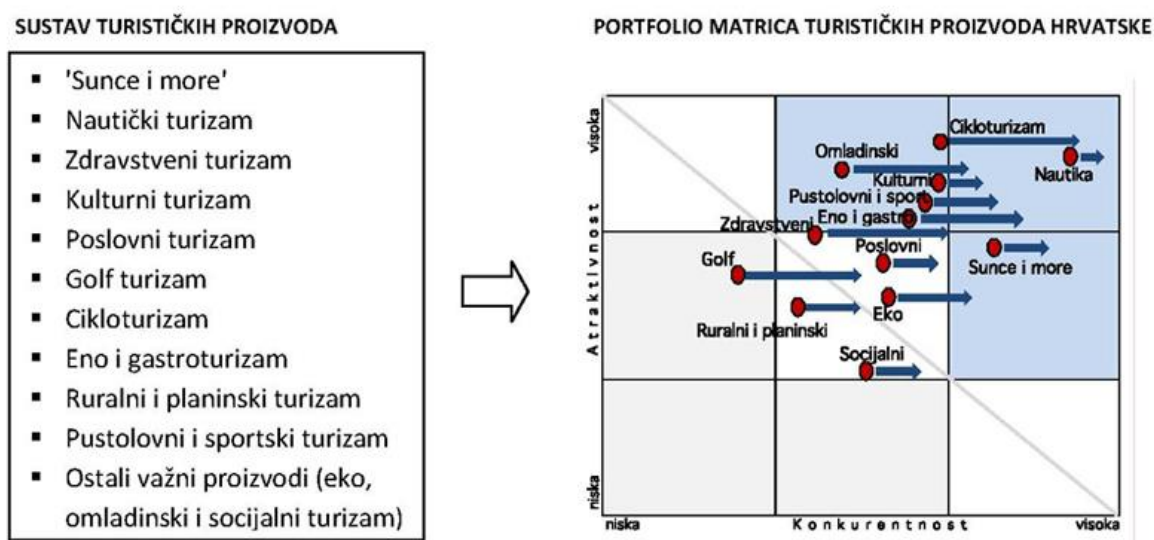 SUSTAV TURISTIČKIH PROIZVODA
'Sunce i more'
Nautički turizam
Zdravstveni turizam
Kulturni turizam
Poslovni turizam
Golf turizam
Cikloturizam
Eno i gastroturizam
Ruralni i planinski turizam
Pustolovni i sportski turizam
Ostali važni proizvodi (eko,
omladinski i socijalni turizam)
PORTFOLIO MATRICA TURISTIČKIH PROIZVODA HRVATSKE
visoka
Atraktivnost
niska
Cikloturizam
Omladinski
Nautika
Kulturni
Pustolovni i sport
Eno i gastro
Zdravstveni
Poslovni
Sunce i more
Golf
Eko
Ruralni i planinski
Socijalni
niska
Konkurentnost
visoka